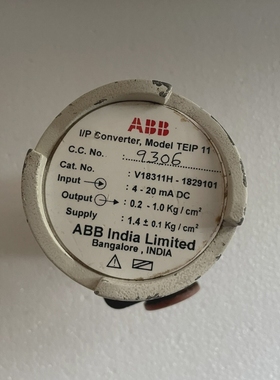 ABB
I/P Converter, Model TEIP 11
C.C. No. : 9306
Cat. No. : V18311H - 1829101
Input : 4 - 20 mA DC
Output : 0.2 - 1.0 Kg / cm²
Supply : 1.4 ± 0.1 Kg / cm²
ABB India Limited
Bangalore , INDIA